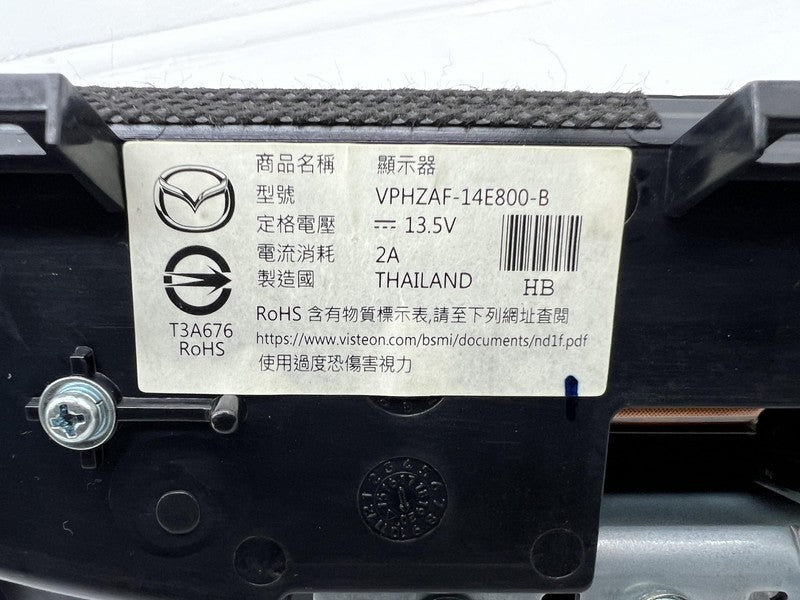 商品名稱 顯示器
型號 VPHZAF-14E800-B
定格電壓 ⎓ 13.5V
電流消耗 2A
製造國 THAILAND
HB
T3A676
RoHS
RoHS 含有物質標示表,請至下列網址查閱
https://www.visteon.com/bsmi/documents/nd1f.pdf
使用過度恐傷害視力